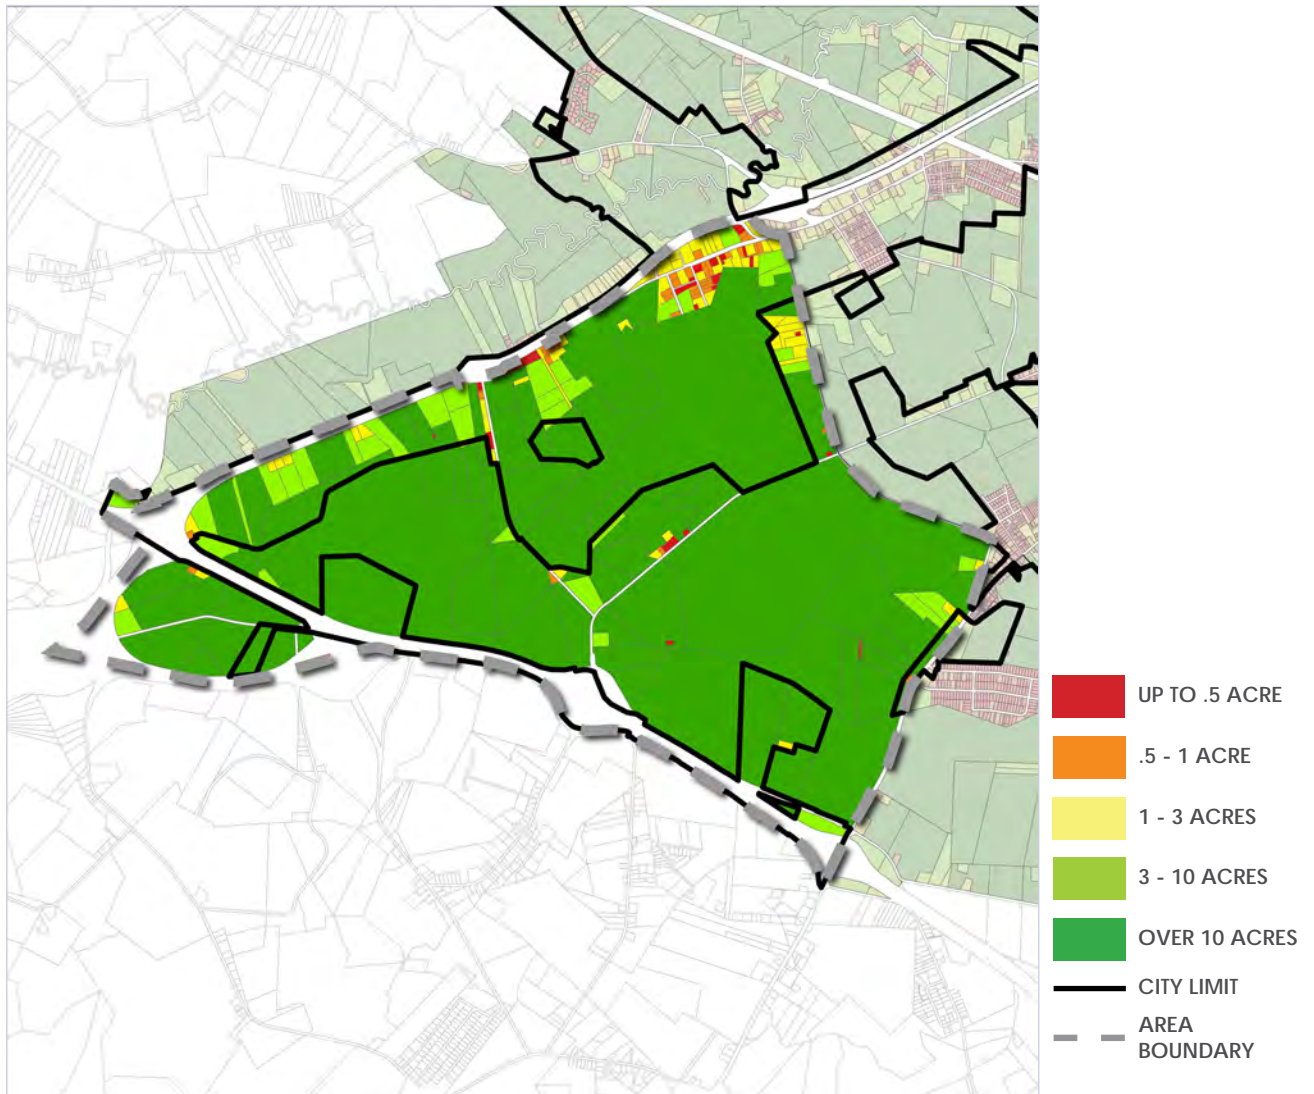 UP TO .5 ACRE
.5 - 1 ACRE
1 - 3 ACRES
3 - 10 ACRES
OVER 10 ACRES
CITY LIMIT
AREA
BOUNDARY